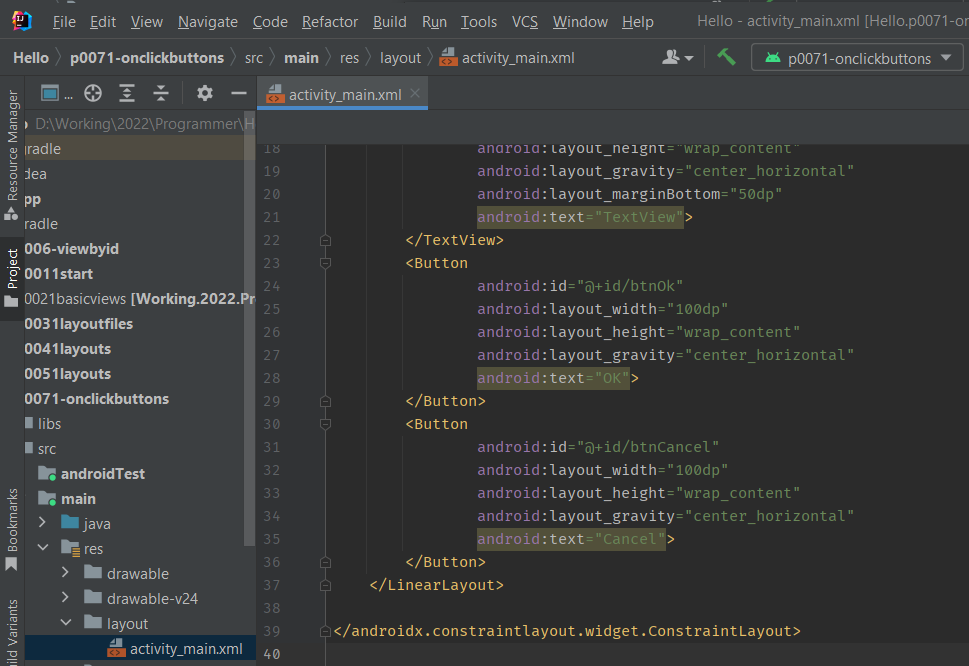 File Edit View Navigate Code Refactor Build Run Tools VCS Window Help Hello - activity_main.xml [Hello.p0071-on
Hello p0071-onclickbuttons src main res layout activity_main.xml p0071-onclickbuttons
... activity_main.xml
Resource Manager
Project
Bookmarks
ild Variants
D:\Working\2022\Programmer\H
radle
dea
pp
radle
006-viewbyid
0011start
0021basicviews [Working.2022.Pr
0031layoutfiles
0041layouts
0051layouts
0071-onclickbuttons
libs
src
androidTest
main
java
res
drawable
drawable-v24
layout
activity_main.xml
18 android:layout_height="wrap_content"
19 android:layout_gravity="center_horizontal"
20 android:layout_marginBottom="50dp"
21 android:text="TextView">
22 </TextView>
23 <Button
24 android:id="@+id/btnOk"
25 android:layout_width="100dp"
26 android:layout_height="wrap_content"
27 android:layout_gravity="center_horizontal"
28 android:text="OK">
29 </Button>
30 <Button
31 android:id="@+id/btnCancel"
32 android:layout_width="100dp"
33 android:layout_height="wrap_content"
34 android:layout_gravity="center_horizontal"
35 android:text="Cancel">
36 </Button>
37 </LinearLayout>
38
39 </androidx.constraintlayout.widget.ConstraintLayout>
40